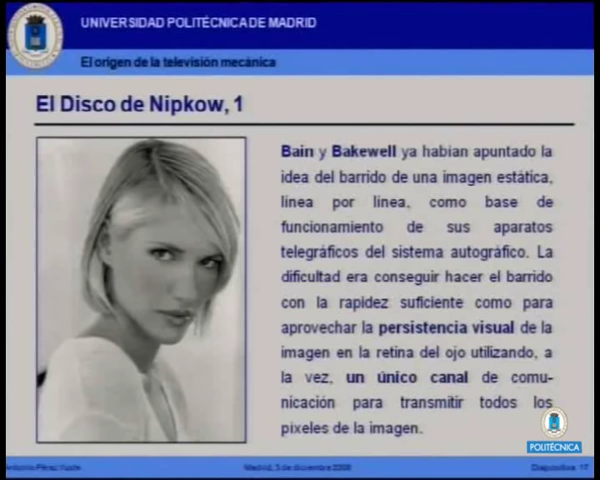 UNIVERSIDAD POLITÉCNICA DE MADRID
El origen de la televisión mecánica
El Disco de Nipkow, 1
Bain y Bakewell ya habían apuntado la
idea del barrido de una imagen estática,
línea por línea, como base de
funcionamiento de sus aparatos
telegráficos del sistema autográfico. La
dificultad era conseguir hacer el barrido
con la rapidez suficiente como para
aprovechar la persistencia visual de la
imagen en la retina del ojo utilizando, a
la vez, un único canal de comu-
nicación para transmitir todos los
píxeles de la imagen.
POLITÉCNICA
Antonio Pérez Yuste
Madrid, 3 de diciembre 2008
Diapositiva 17